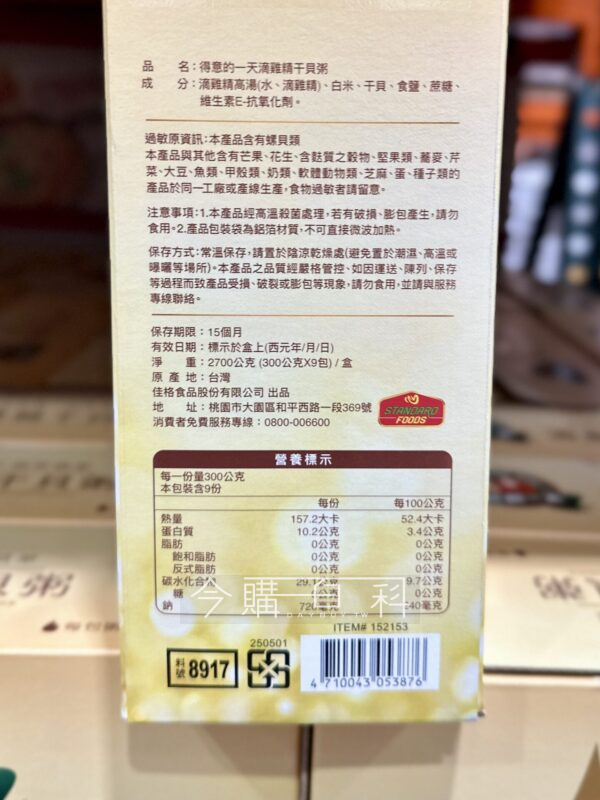 品　　名：得意的一天滴雞精干貝粥
成　　分：滴雞精高湯(水、滴雞精)、白米、干貝、食鹽、蔗糖、
維生素E-抗氧化劑。
過敏原資訊：本產品含有螺貝類
本產品與其他含有芒果、花生、含麩質之穀物、堅果類、蕎麥、芹
菜、大豆、魚類、甲殼類、奶類、軟體動物類、芝麻、蛋、種子類的
產品於同一工廠或產線生產，食物過敏者請留意。
注意事項：1.本產品經高溫殺菌處理，若有破損、膨包產生，請勿
食用。2.產品包裝袋為鋁箔材質，不可直接微波加熱。
保存方式：常溫保存，請置於陰涼乾燥處(避免置於潮濕、高溫或
曝曬等場所)。本產品之品質經嚴格管控、如因運送、陳列、保存
等過程而致產品受損、破裂或膨包等現象，請勿食用，並請與服務
專線聯絡。
保存期限：15個月
有效日期：標示於盒上(西元年/月/日)
淨　　重：2700公克 (300公克X9包) / 盒
原 產 地：台灣
佳格食品股份有限公司 出品
地　　址：桃園市大園區和平西路一段369號
消費者免費服務專線：0800-006600
STANDARD
FOODS
營養標示
每一份量300公克
本包裝含9份
每份 每100公克
熱量 157.2大卡 52.4大卡
蛋白質 10.2公克 3.4公克
脂肪 0公克 0公克
飽和脂肪 0公克 0公克
反式脂肪 0公克 0公克
碳水化合物 29.1公克 9.7公克
糖 公克 0公克
鈉 720毫克 240毫克
今購百科
ITEM# 152153
250501
料號 8917
4 710043 053876
粥